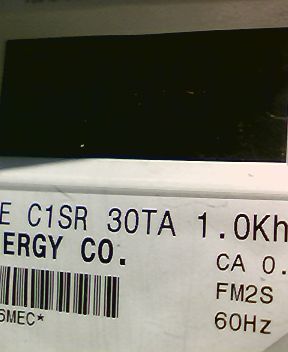 E C1SR 30TA 1.0Kh
ERGY CO.
CA 0.
FM2S
6MEC*
60Hz